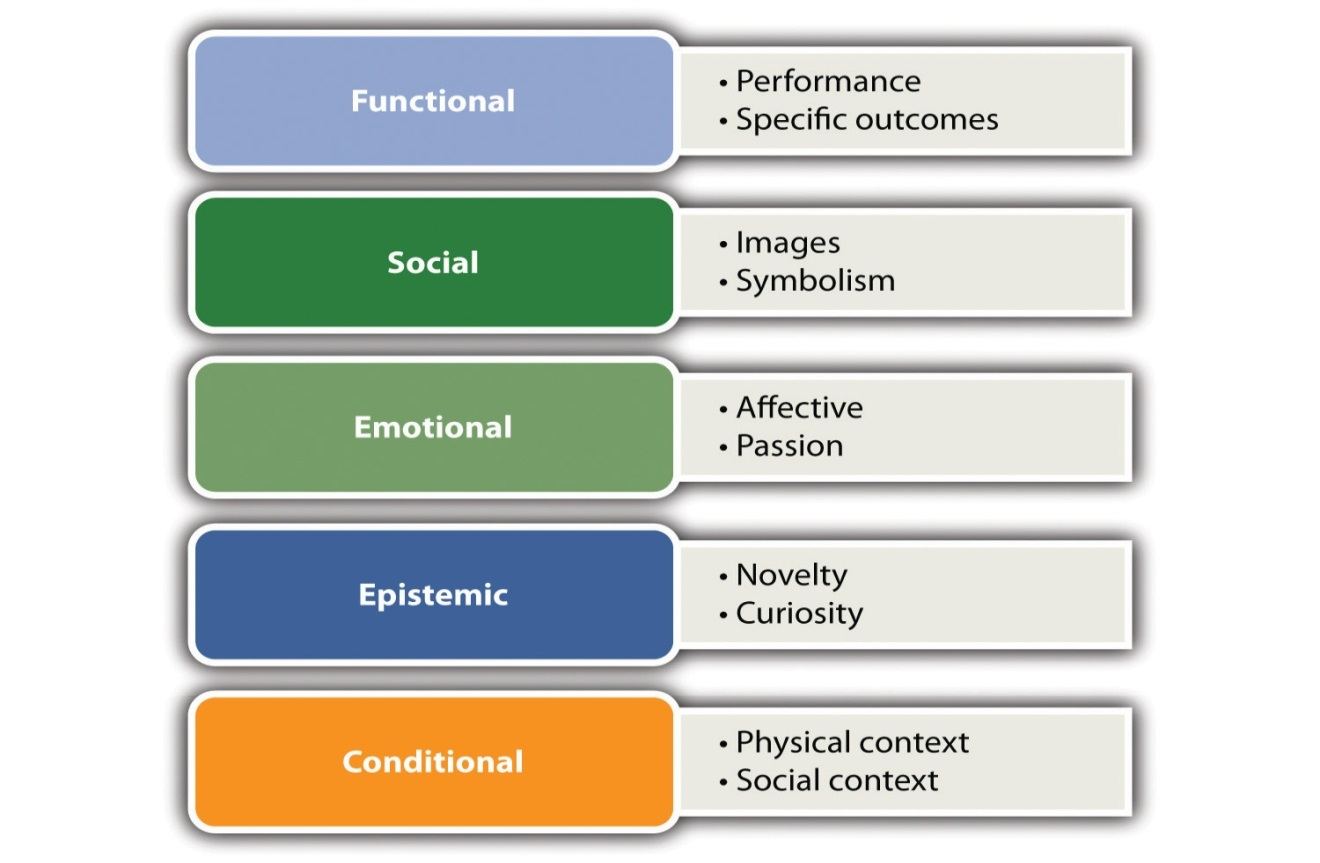 Functional
• Performance
• Specific outcomes
Social
• Images
• Symbolism
Emotional
• Affective
• Passion
Epistemic
• Novelty
• Curiosity
Conditional
• Physical context
• Social context